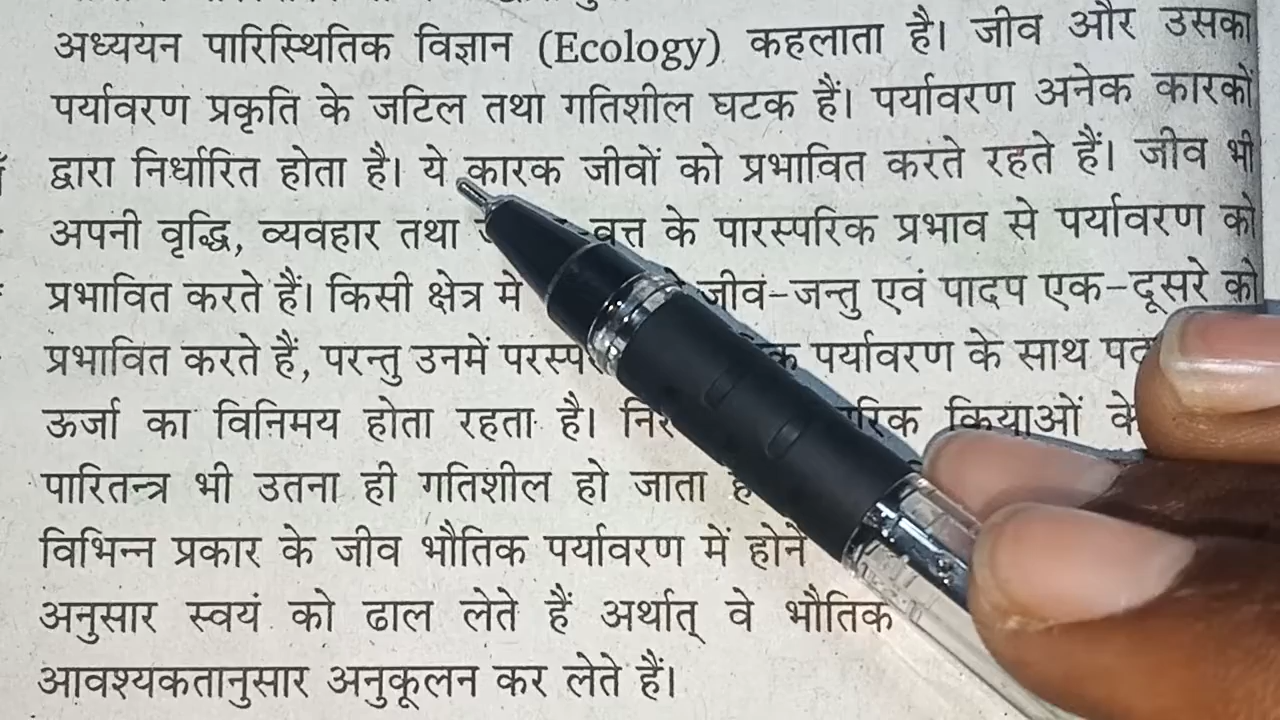 अध्ययन पारिस्थितिक विज्ञान (Ecology) कहलाता है। जीव और उसका
पर्यावरण प्रकृति के जटिल तथा गतिशील घटक हैं। पर्यावरण अनेक कारकों
द्वारा निर्धारित होता है। ये कारक जीवों को प्रभावित करते रहते हैं। जीव भी
अपनी वृद्धि, व्यवहार तथा के पारस्परिक प्रभाव से पर्यावरण को
प्रभावित करते हैं। किसी क्षेत्र में जीव-जन्तु एवं पादप एक-दूसरे को
प्रभावित करते हैं, परन्तु उनमें पर्यावरण के साथ
ऊर्जा का विनिमय होता रहता है। क्रियाओं के
पारितन्त्र भी उतना ही गतिशील हो जाता
विभिन्न प्रकार के जीव भौतिक पर्यावरण में होने
अनुसार स्वयं को ढाल लेते हैं अर्थात् वे भौतिक
आवश्यकतानुसार अनुकूलन कर लेते हैं।